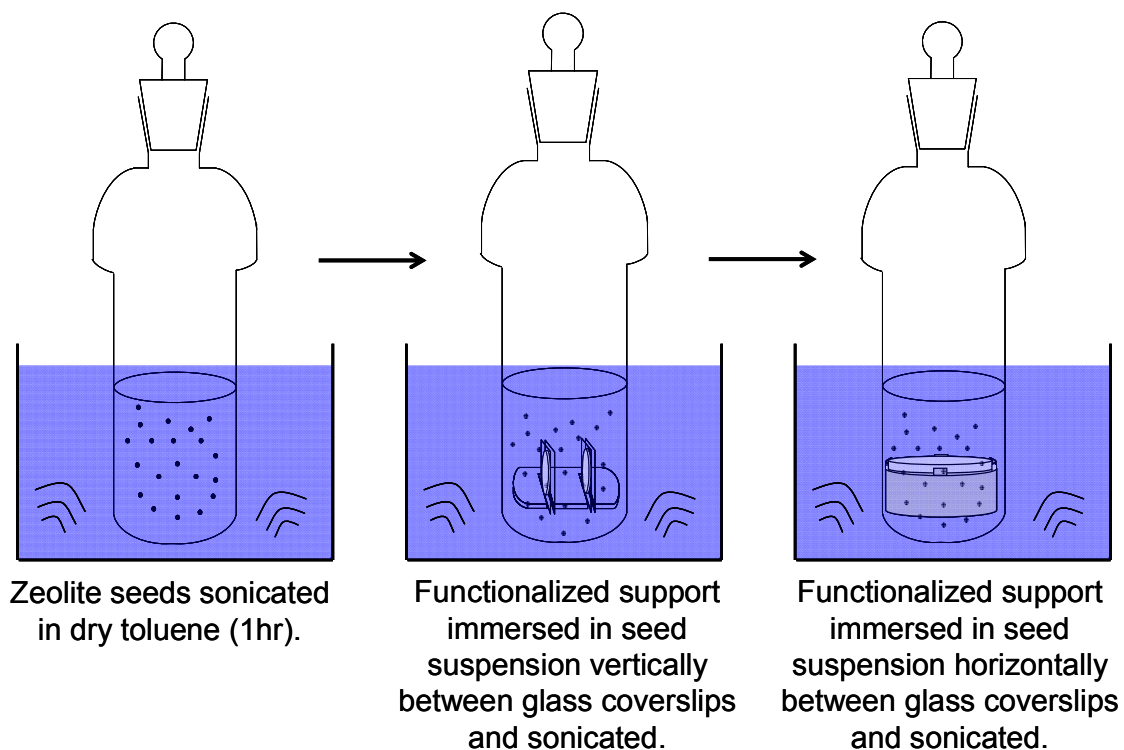 Zeolite seeds sonicated
in dry toluene (1hr).
Functionalized support
immersed in seed
suspension vertically
between glass coverslips
and sonicated.
Functionalized support
immersed in seed
suspension horizontally
between glass coverslips
and sonicated.